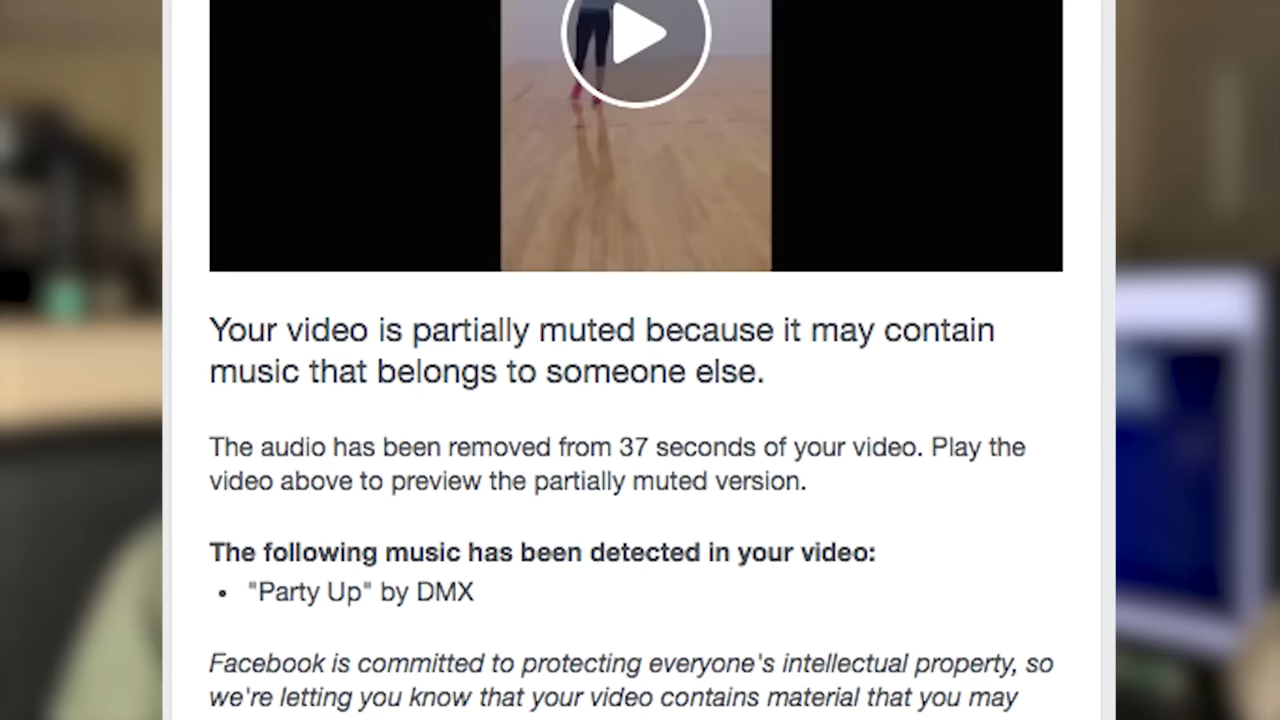 Your video is partially muted because it may contain
music that belongs to someone else.
The audio has been removed from 37 seconds of your video. Play the
video above to preview the partially muted version.
The following music has been detected in your video:
• "Party Up" by DMX
Facebook is committed to protecting everyone's intellectual property, so
we're letting you know that your video contains material that you may